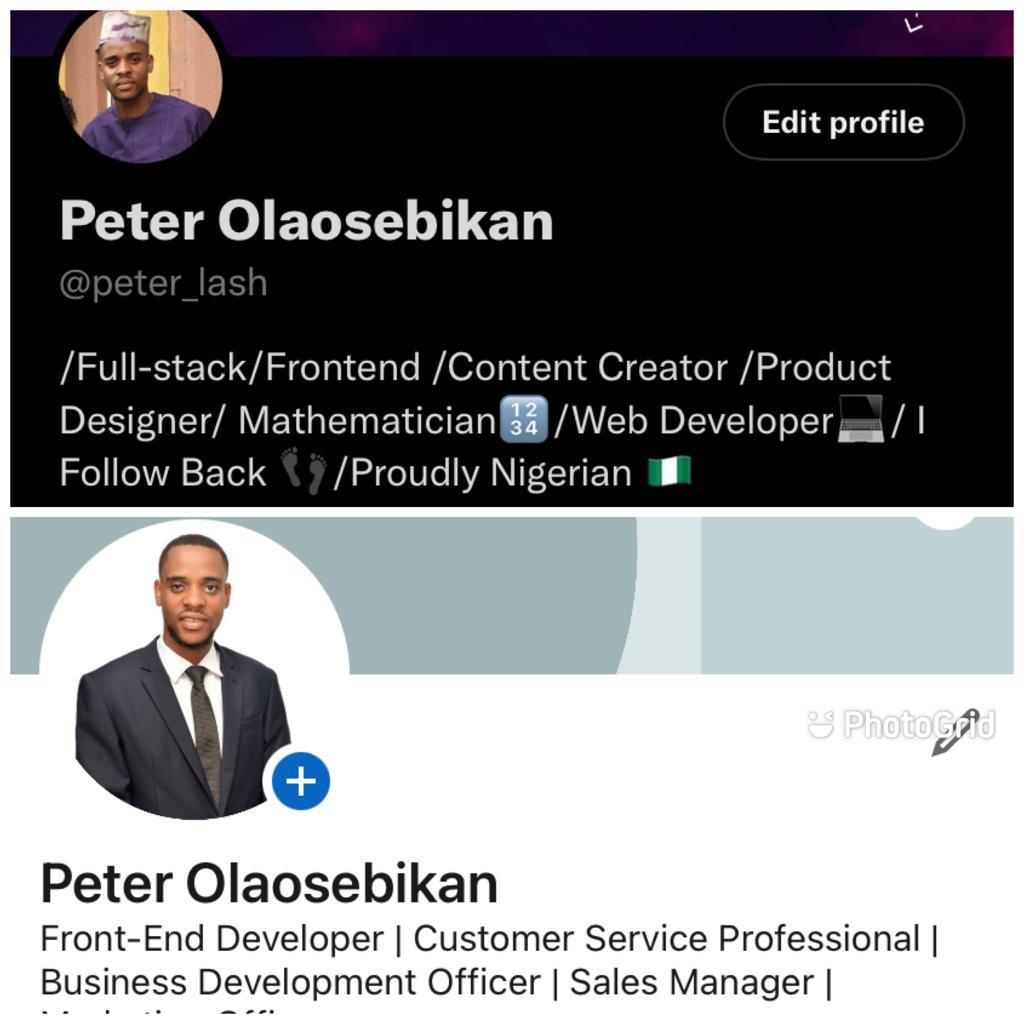 Edit profile
Peter Olaosebikan
@peter_lash
/Full-stack/Frontend /Content Creator /Product
Designer/ Mathematician🔢/Web Developer💻/ I
Follow Back 👣/Proudly Nigerian 🇳🇬
PhotoGrid
Peter Olaosebikan
Front-End Developer | Customer Service Professional |
Business Development Officer | Sales Manager |